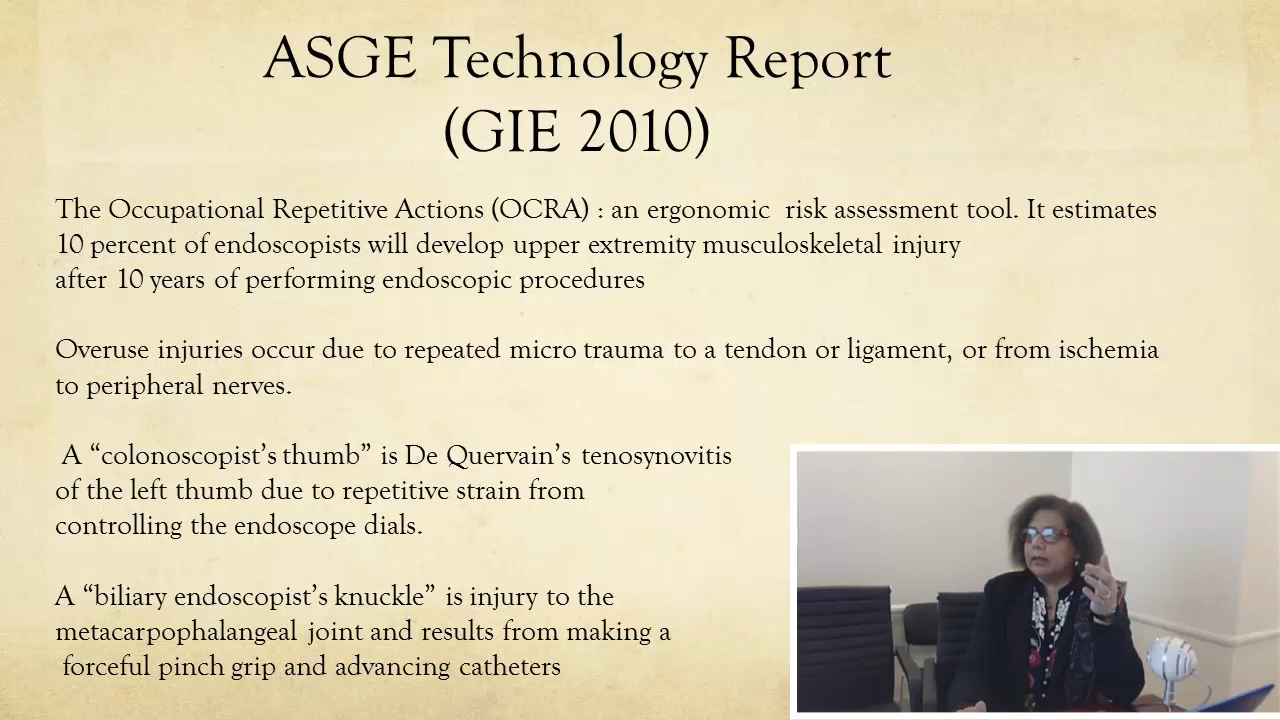 ASGE Technology Report
(GIE 2010)
The Occupational Repetitive Actions (OCRA) : an ergonomic risk assessment tool. It estimates
10 percent of endoscopists will develop upper extremity musculoskeletal injury
after 10 years of performing endoscopic procedures
Overuse injuries occur due to repeated micro trauma to a tendon or ligament, or from ischemia
to peripheral nerves.
A “colonoscopist’s thumb” is De Quervain’s tenosynovitis
of the left thumb due to repetitive strain from
controlling the endoscope dials.
A “biliary endoscopist’s knuckle” is injury to the
metacarpophalangeal joint and results from making a
forceful pinch grip and advancing catheters